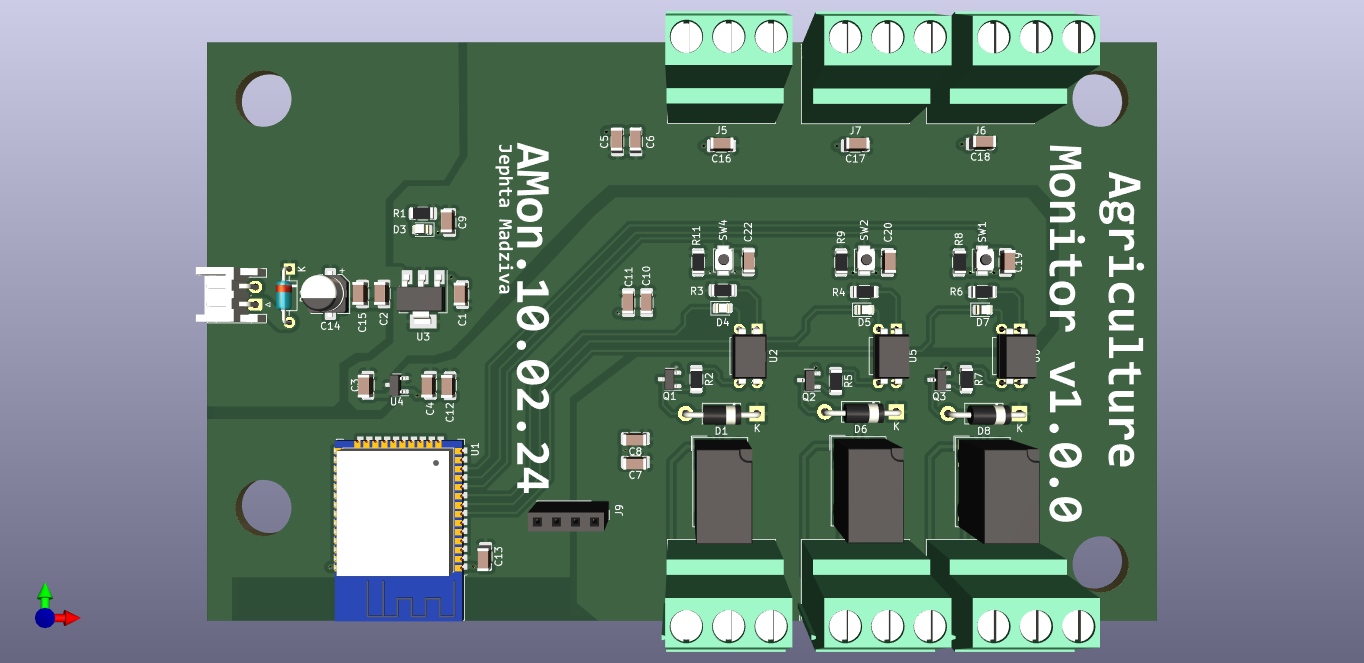 J5
J7
J6
C5
C6
C16
C17
C18
AMon.10.02.24
Jephta Madziva
Agriculture
Monitor v1.0.0
R1
D3
C9
R11
SW4
C22
R9
SW2
C20
R8
SW1
C19
K
+
C14
C15
C2
U3
C1
C11
C10
R3
D4
R4
D5
R6
D7
U2
U5
C3
U4
C4
C12
Q1
R2
Q2
R5
Q3
R7
D1
K
D6
K
D8
K
U1
C8
C7
J9
C13